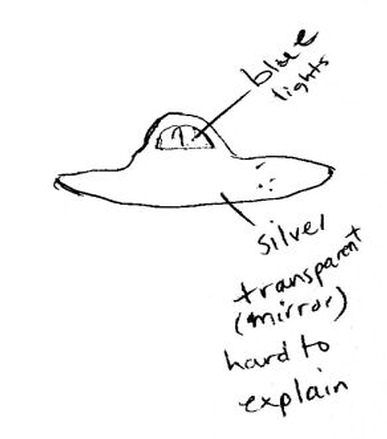 blue
lights
silver
transparent
(mirror)
hard to
explain